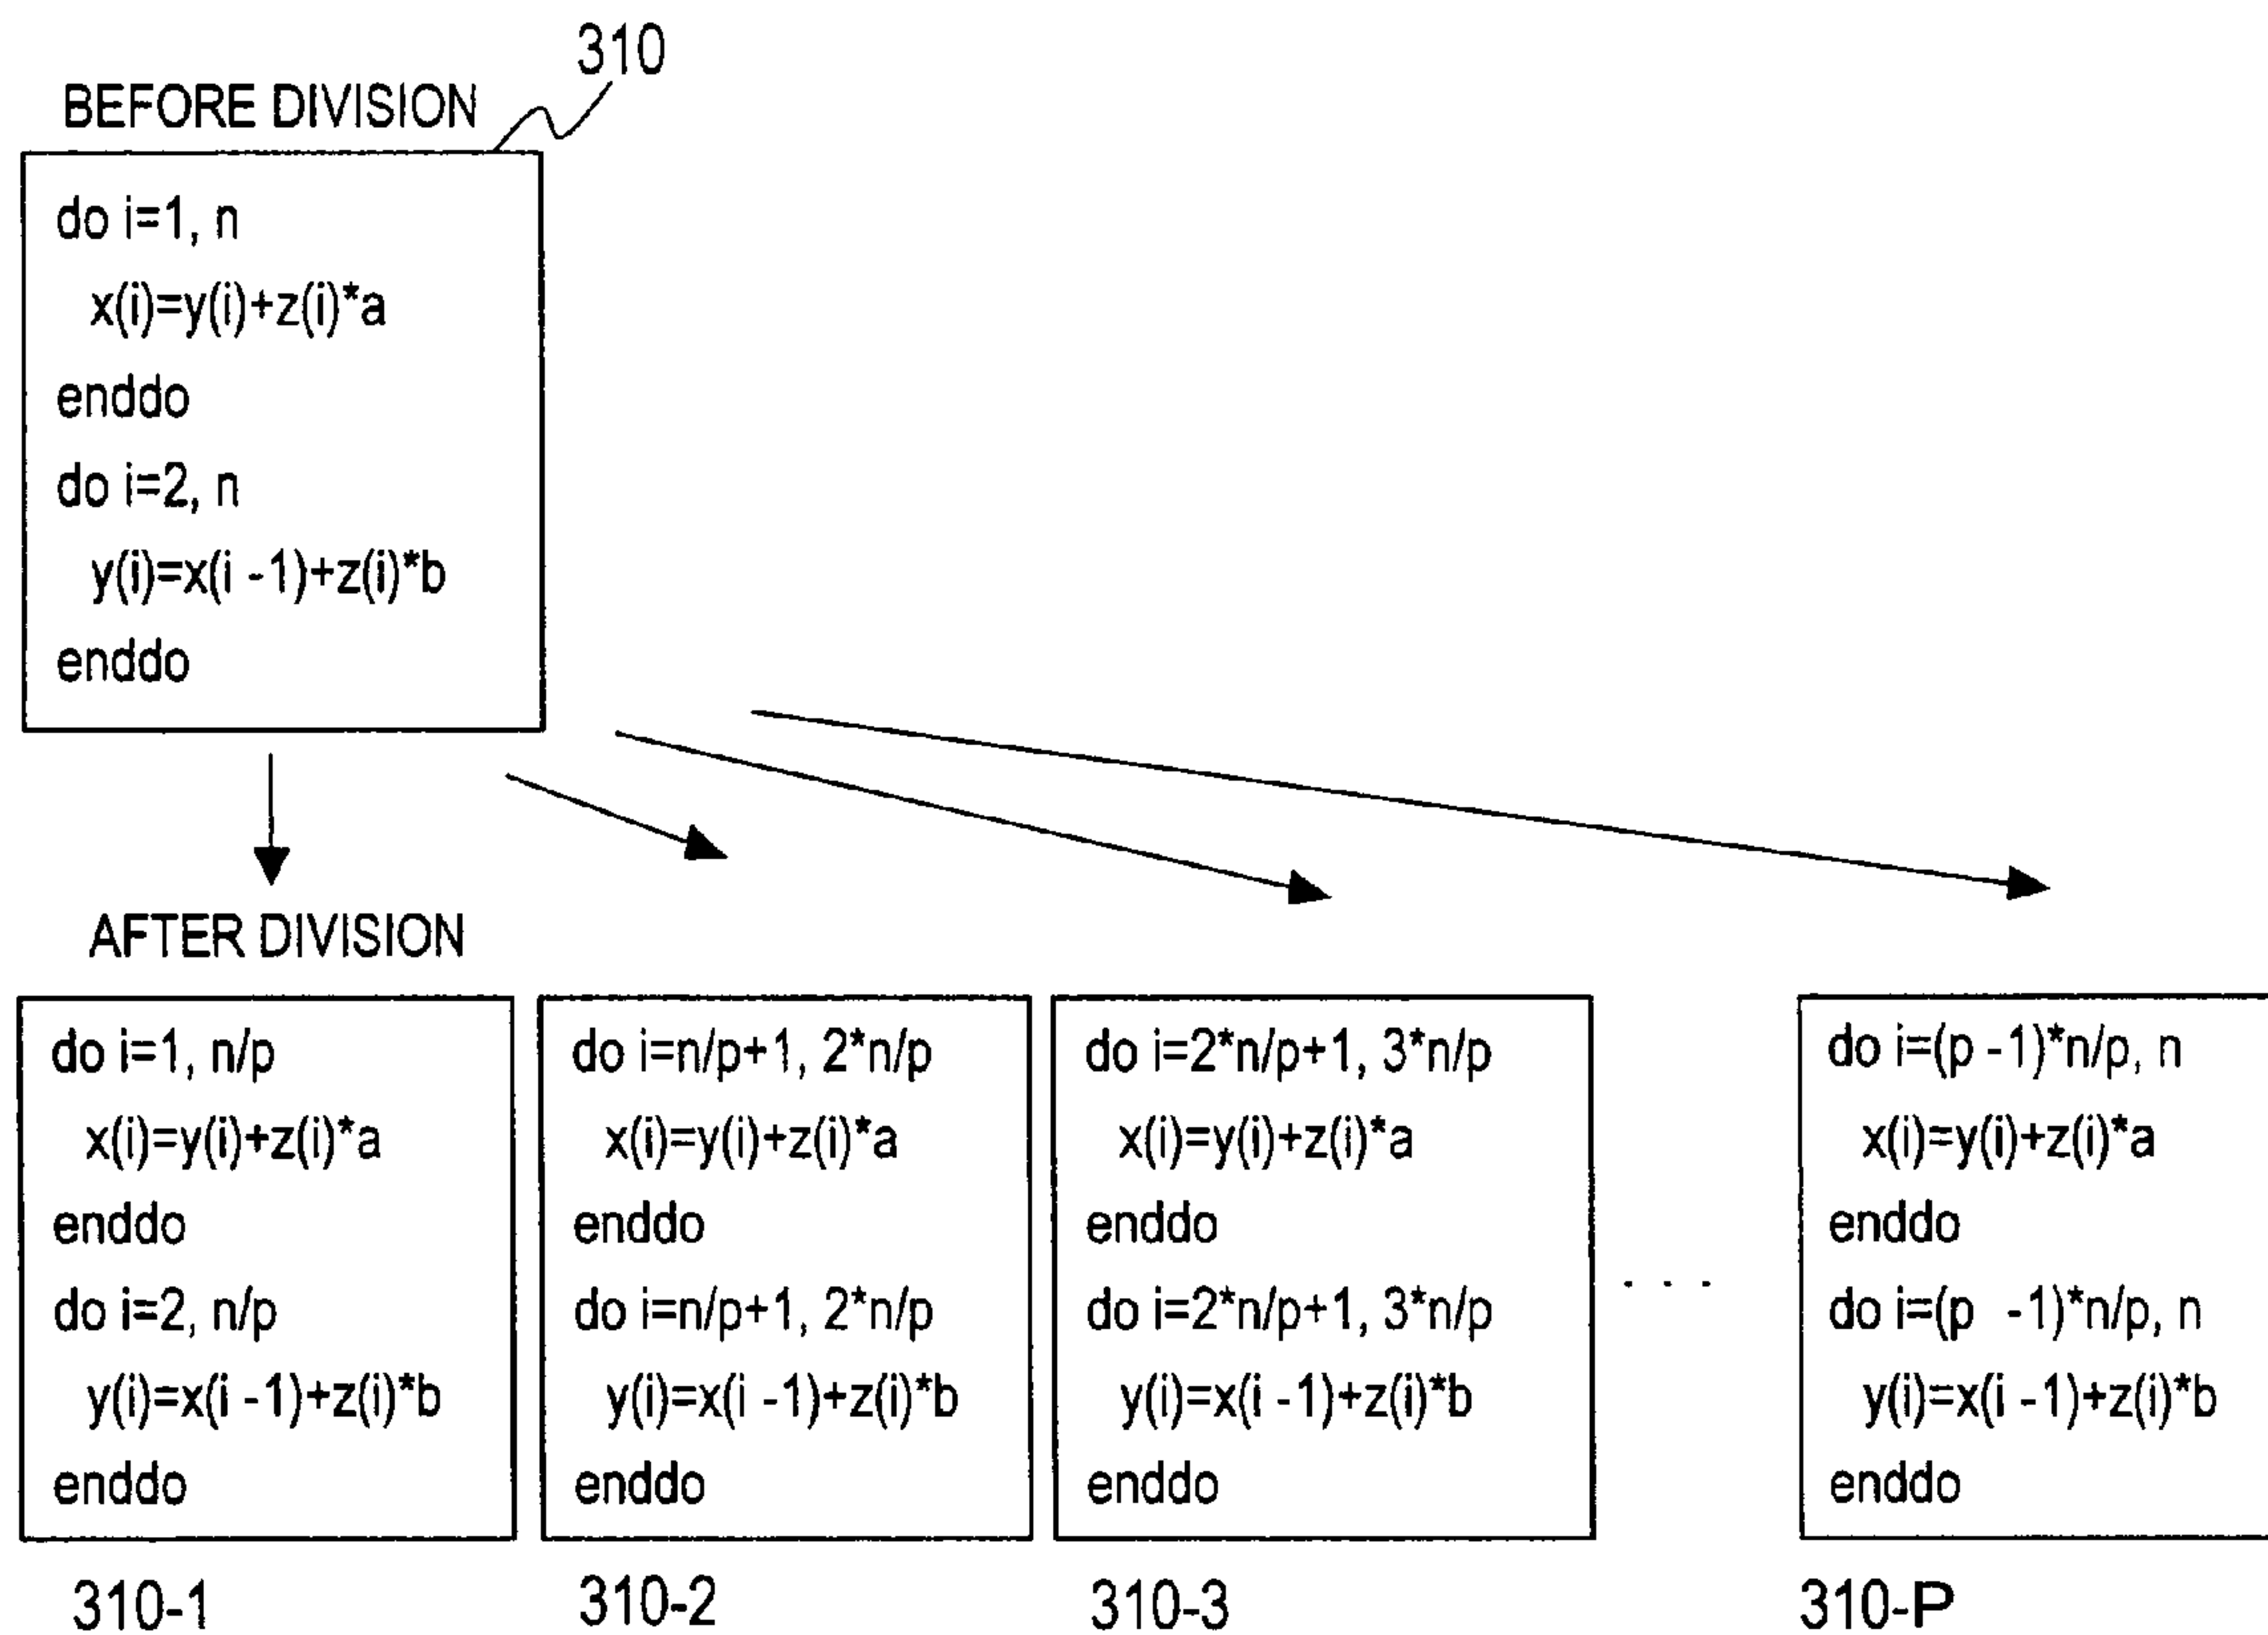 310
BEFORE DIVISION
do i=1, n
x(i)=y(i)+z(i)*a
enddo
do i=2, n
y(i)=x(i -1)+z(i)*b
enddo
AFTER DIVISION
do i=1, n/p
x(i)=y(i)+z(i)*a
enddo
do i=2, n/p
y(i)=x(i -1)+z(i)*b
enddo
310-1
do i=n/p+1, 2*n/p
x(i)=y(i)+z(i)*a
enddo
do i=n/p+1, 2*n/p
y(i)=x(i -1)+z(i)*b
enddo
310-2
do i=2*n/p+1, 3*n/p
x(i)=y(i)+z(i)*a
enddo
do i=2*n/p+1, 3*n/p
y(i)=x(i -1)+z(i)*b
enddo
310-3
. . .
do i=(p -1)*n/p, n
x(i)=y(i)+z(i)*a
enddo
do i=(p -1)*n/p, n
y(i)=x(i -1)+z(i)*b
enddo
310-P